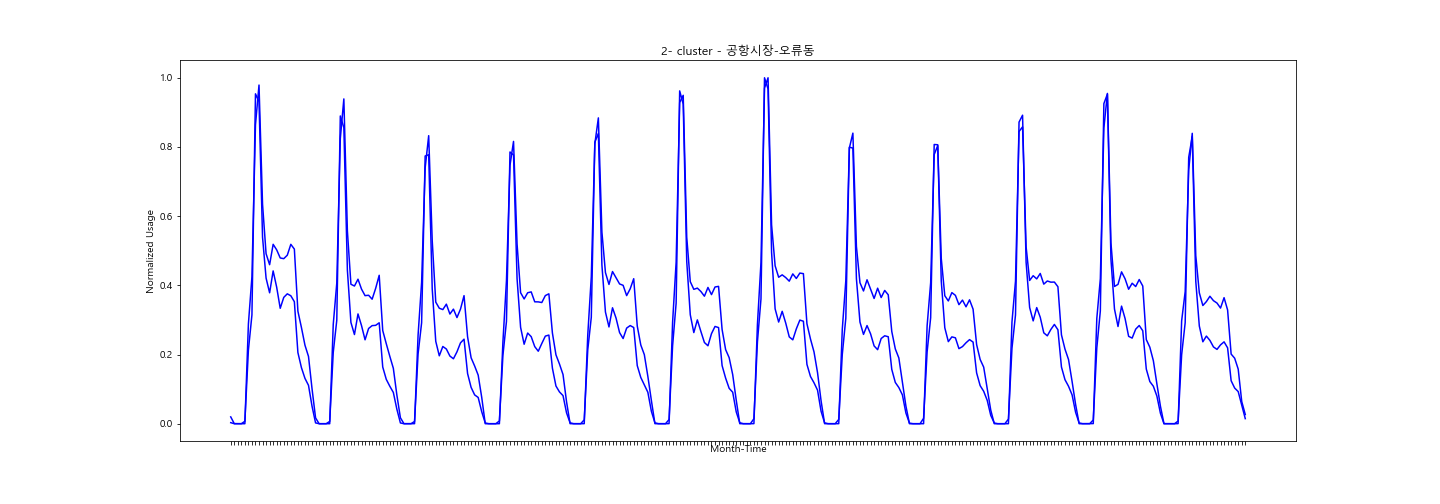 2- cluster - 공항시장-오류동
1.0
0.8
0.6
0.4
0.2
0.0
Normalized Usage
Month-Time